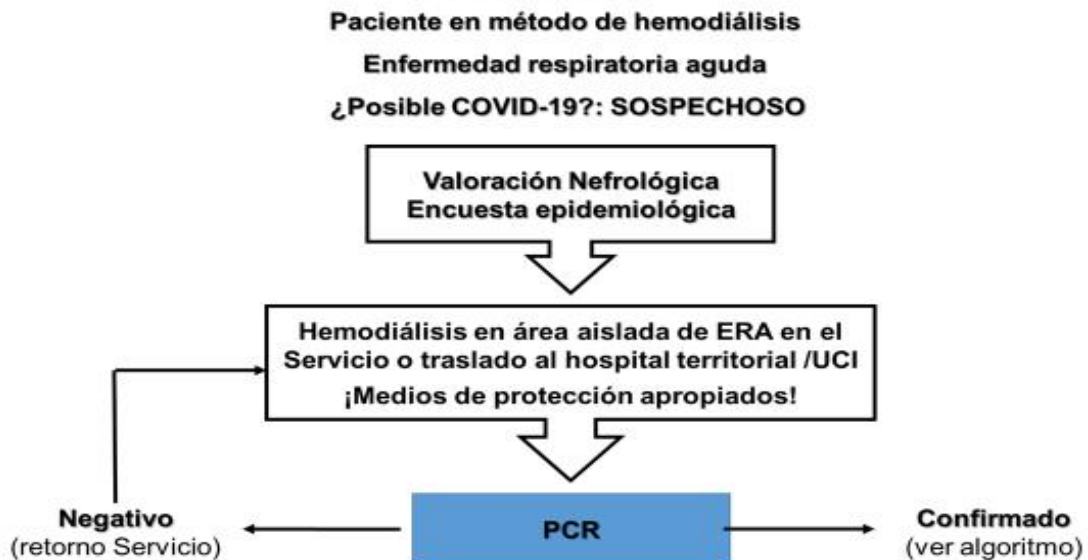 Paciente en método de hemodiálisis
Enfermedad respiratoria aguda
¿Posible COVID-19?: SOSPECHOSO
Valoración Nefrológica
Encuesta epidemiológica
Hemodiálisis en área aislada de ERA en el
Servicio o traslado al hospital territorial /UCI
¡Medios de protección apropiados!
Negativo
(retorno Servicio)
PCR
Confirmado
(ver algoritmo)